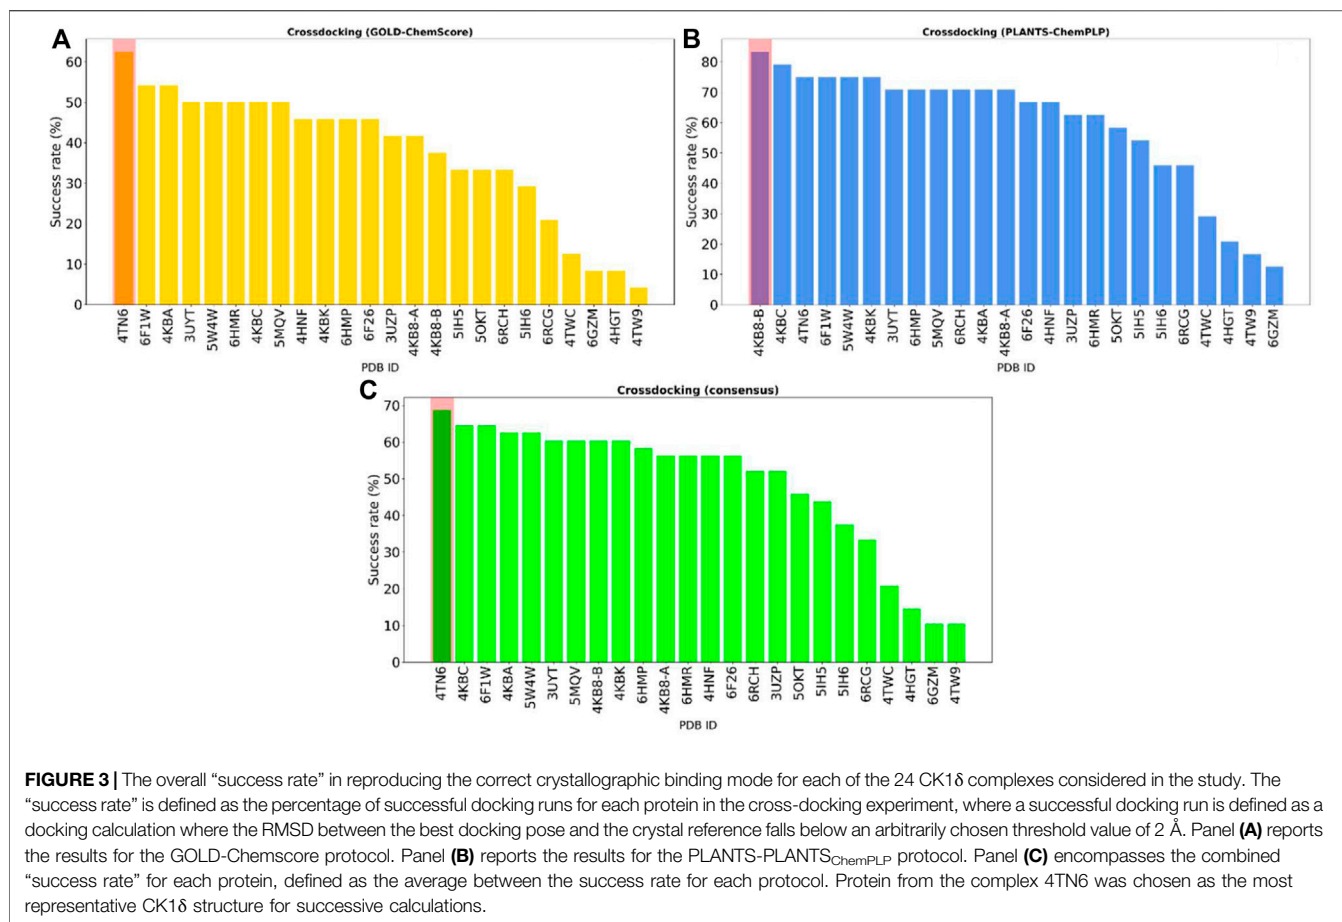 A
Crossdocking (GOLD-ChemScore)
Success rate (%)
60
50
40
30
20
10
0
4TN6
6F1W
4KBA
3UYT
5W4W
6HMR
4KBC
5MQV
4HNF
4KBK
6HMP
6F26
3UZP
4KB8-A
4KB8-B
5IH5
5OKT
6RCH
5IH6
6RCG
4TWC
6GZM
4HGT
4TW9
PDB ID
B
Crossdocking (PLANTS-ChemPLP)
Success rate (%)
80
70
60
50
40
30
20
10
0
4KB8-B
4KBC
4TN6
6F1W
5W4W
4KBK
3UYT
6HMP
5MQV
6RCH
4KBA
4KB8-A
6F26
4HNF
3UZP
6HMR
5OKT
5IH5
5IH6
6RCG
4TWC
4HGT
4TW9
6GZM
PDB ID
C
Crossdocking (consensus)
Success rate (%)
70
60
50
40
30
20
10
0
4TN6
4KBC
6F1W
4KBA
5W4W
3UYT
5MQV
4KB8-B
4KBK
6HMP
4KB8-A
6HMR
4HNF
6F26
6RCH
3UZP
5OKT
5IH5
5IH6
6RCG
4TWC
4HGT
6GZM
4TW9
PDB ID
FIGURE 3 | The overall “success rate” in reproducing the correct crystallographic binding mode for each of the 24 CK1δ complexes considered in the study. The
“success rate” is defined as the percentage of successful docking runs for each protein in the cross-docking experiment, where a successful docking run is defined as a
docking calculation where the RMSD between the best docking pose and the crystal reference falls below an arbitrarily chosen threshold value of 2 Å. Panel (A) reports
the results for the GOLD-Chemscore protocol. Panel (B) reports the results for the PLANTS-PLANTSChemPLP protocol. Panel (C) encompasses the combined
“success rate” for each protein, defined as the average between the success rate for each protocol. Protein from the complex 4TN6 was chosen as the most
representative CK1δ structure for successive calculations.